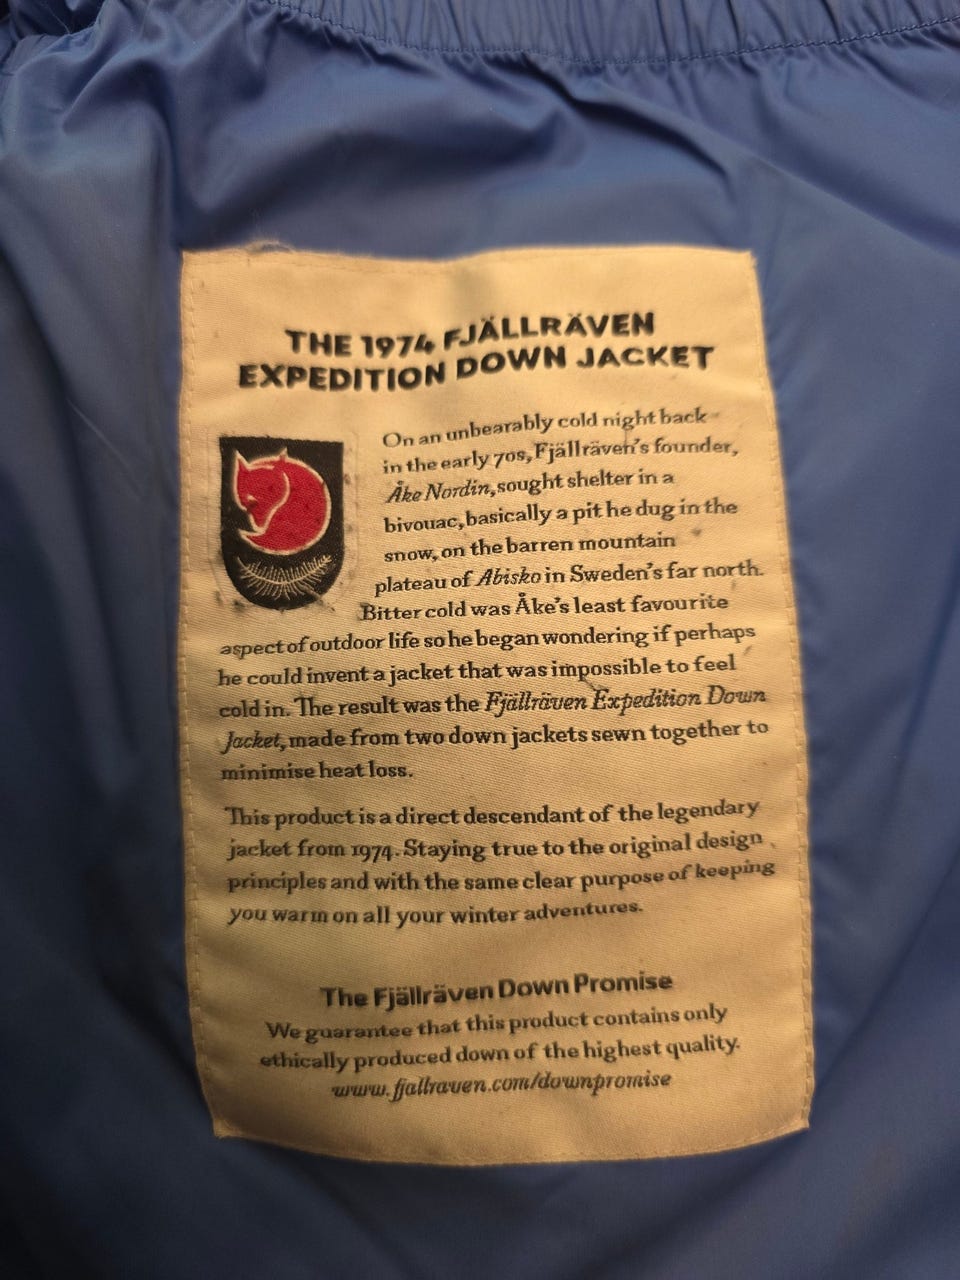 THE 1974 FJÄLLRÄVEN
EXPEDITION DOWN JACKET
On an unbearably cold night back
in the early 70s, Fjällräven's founder,
Åke Nordin, sought shelter in a
bivouac, basically a pit he dug in the
snow, on the barren mountain
plateau of Abisko in Sweden's far north.
Bitter cold was Åke's least favourite
aspect of outdoor life so he began wondering if perhaps
he could invent a jacket that was impossible to feel
cold in. The result was the Fjällräven Expedition Down
Jacket, made from two down jackets sewn together to
minimise heat loss.
This product is a direct descendant of the legendary
jacket from 1974. Staying true to the original design
principles and with the same clear purpose of keeping
you warm on all your winter adventures.
The Fjällräven Down Promise
We guarantee that this product contains only
ethically produced down of the highest quality.
www.fjallraven.com/downpromise